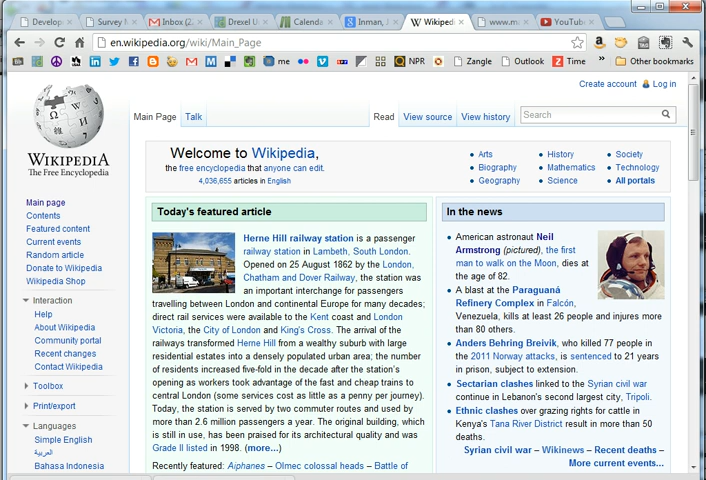 Develop
Survey M
Inbox (2
Drexel U
Calenda
Inman, J
Wikiped
www.ma
YouTube
en.wikipedia.org/wiki/Main_Page
me
NPR
Zangle
Outlook
Time
»
Other bookmarks
Create account
Log in
WIKIPEDIA
The Free Encyclopedia
Main Page
Talk
Read
View source
View history
Search
Main page
Contents
Featured content
Current events
Random article
Donate to Wikipedia
Wikipedia Shop
Interaction
Help
About Wikipedia
Community portal
Recent changes
Contact Wikipedia
Toolbox
Print/export
Languages
Simple English
العربية
Bahasa Indonesia
Welcome to Wikipedia,
the free encyclopedia that anyone can edit.
4,036,655 articles in English
Arts
Biography
Geography
History
Mathematics
Science
Society
Technology
All portals
Today's featured article
Herne Hill railway station is a passenger
railway station in Lambeth, South London.
Opened on 25 August 1862 by the London,
Chatham and Dover Railway, the station was
an important interchange for passengers
travelling between London and continental Europe for many decades;
direct rail services were available to the Kent coast and London
Victoria, the City of London and King's Cross. The arrival of the
railways transformed Herne Hill from a wealthy suburb with large
residential estates into a densely populated urban area; the number
of residents increased five-fold in the decade after the station's
opening as workers took advantage of the fast and cheap trains to
central London (some services cost as little as a penny per journey).
Today, the station is served by two commuter routes and used by
more than 2.6 million passengers a year. The original building, which
is still in use, has been praised for its architectural quality and was
Grade II listed in 1998. (more...)
Recently featured: Aiphanes – Olmec colossal heads – Battle of
In the news
American astronaut Neil
Armstrong (pictured), the first
man to walk on the Moon, dies at
the age of 82.
A blast at the Paraguaná
Refinery Complex in Falcón,
Venezuela, kills at least 26 people and injures more
than 80 others.
Anders Behring Breivik, who killed 77 people in
the 2011 Norway attacks, is sentenced to 21 years
in prison, subject to extension.
Sectarian clashes linked to the Syrian civil war
continue in Lebanon's second largest city, Tripoli.
Ethnic clashes over grazing rights for cattle in
Kenya's Tana River District result in more than 50
deaths.
Syrian civil war – Wikinews – Recent deaths –
More current events...